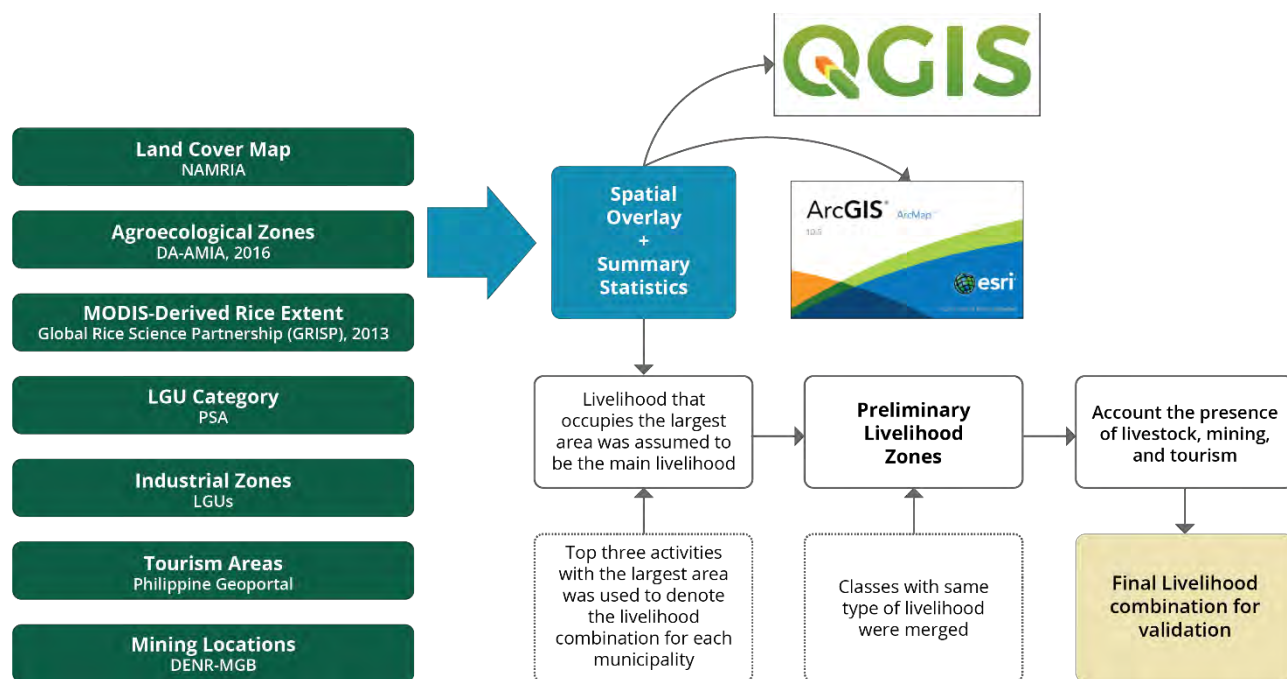 Land Cover Map
NAMRIA
Agroecological Zones
DA-AMIA, 2016
MODIS-Derived Rice Extent
Global Rice Science Partnership (GRISP), 2013
LGU Category
PSA
Industrial Zones
LGUs
Tourism Areas
Philippine Geoportal
Mining Locations
DENR-MGB
Spatial
Overlay
+
Summary
Statistics
QGIS
ArcGIS® ArcMap™
esri
Livelihood that
occupies the largest
area was assumed to
be the main livelihood
Preliminary
Livelihood
Zones
Account the presence
of livestock, mining,
and tourism
Top three activities
with the largest area
was used to denote
the livelihood
combination for each
municipality
Classes with same
type of livelihood
were merged
Final Livelihood
combination for
validation